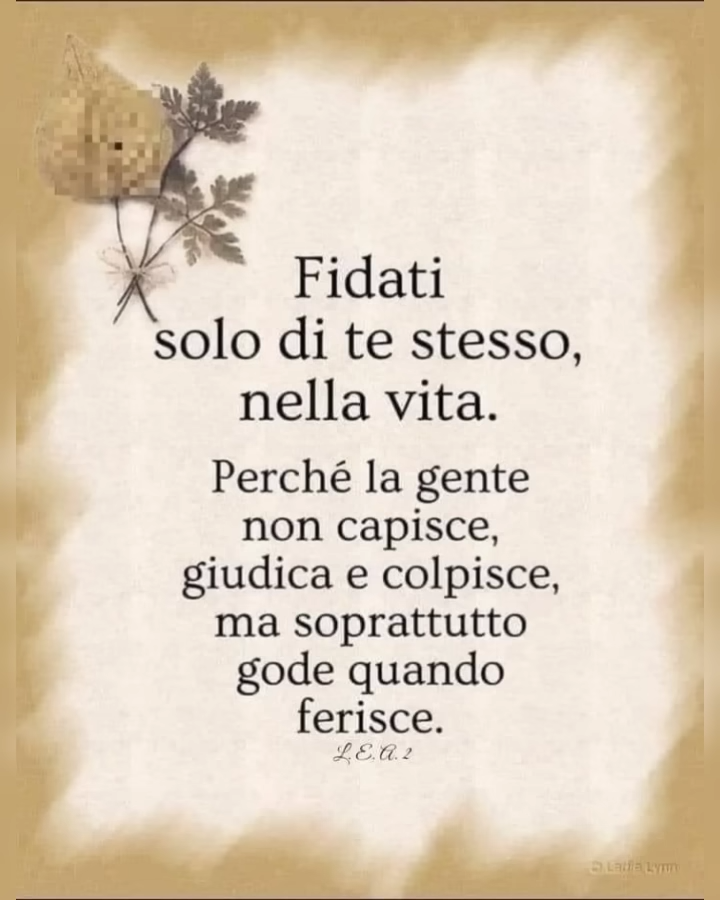 Fidati
solo di te stesso,
nella vita.
Perché la gente
non capisce,
giudica e colpisce,
ma soprattutto
gode quando
ferisce.
L.E.A. 2